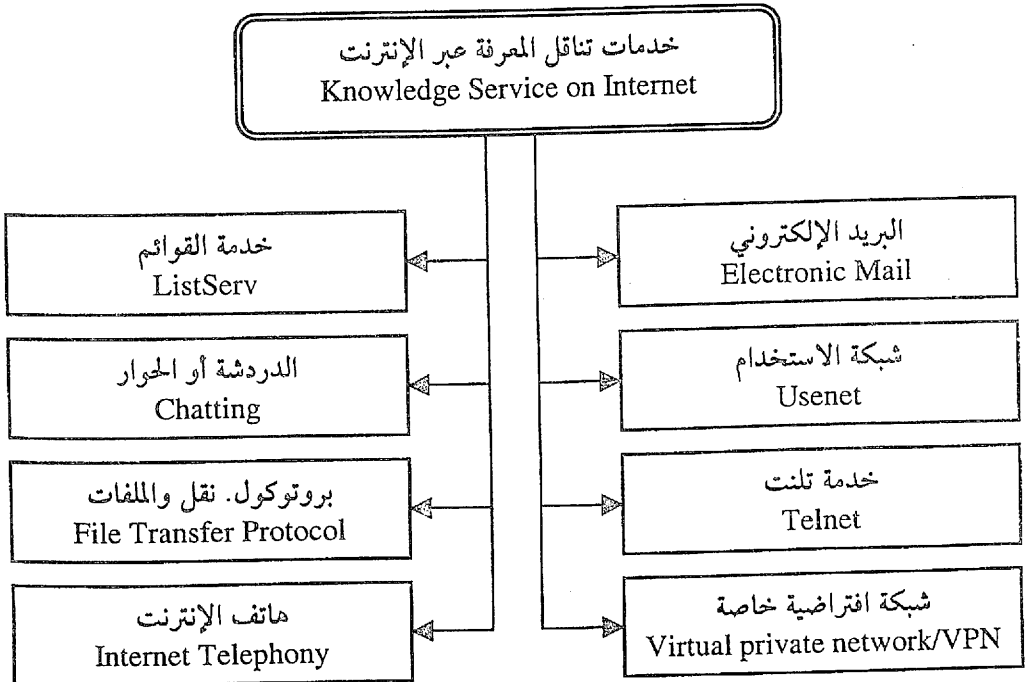 خدمات تناقل المعرفة عبر الإنترنت
Knowledge Service on Internet
البريد الإلكتروني
Electronic Mail
خدمة القوائم
ListServ
شبكة الاستخدام
Usenet
الدردشة أو الحوار
Chatting
خدمة تلنت
Telnet
بروتوكول. نقل والملفات
File Transfer Protocol
شبكة افتراضية خاصة
Virtual private network/VPN
هاتف الإنترنت
Internet Telephony